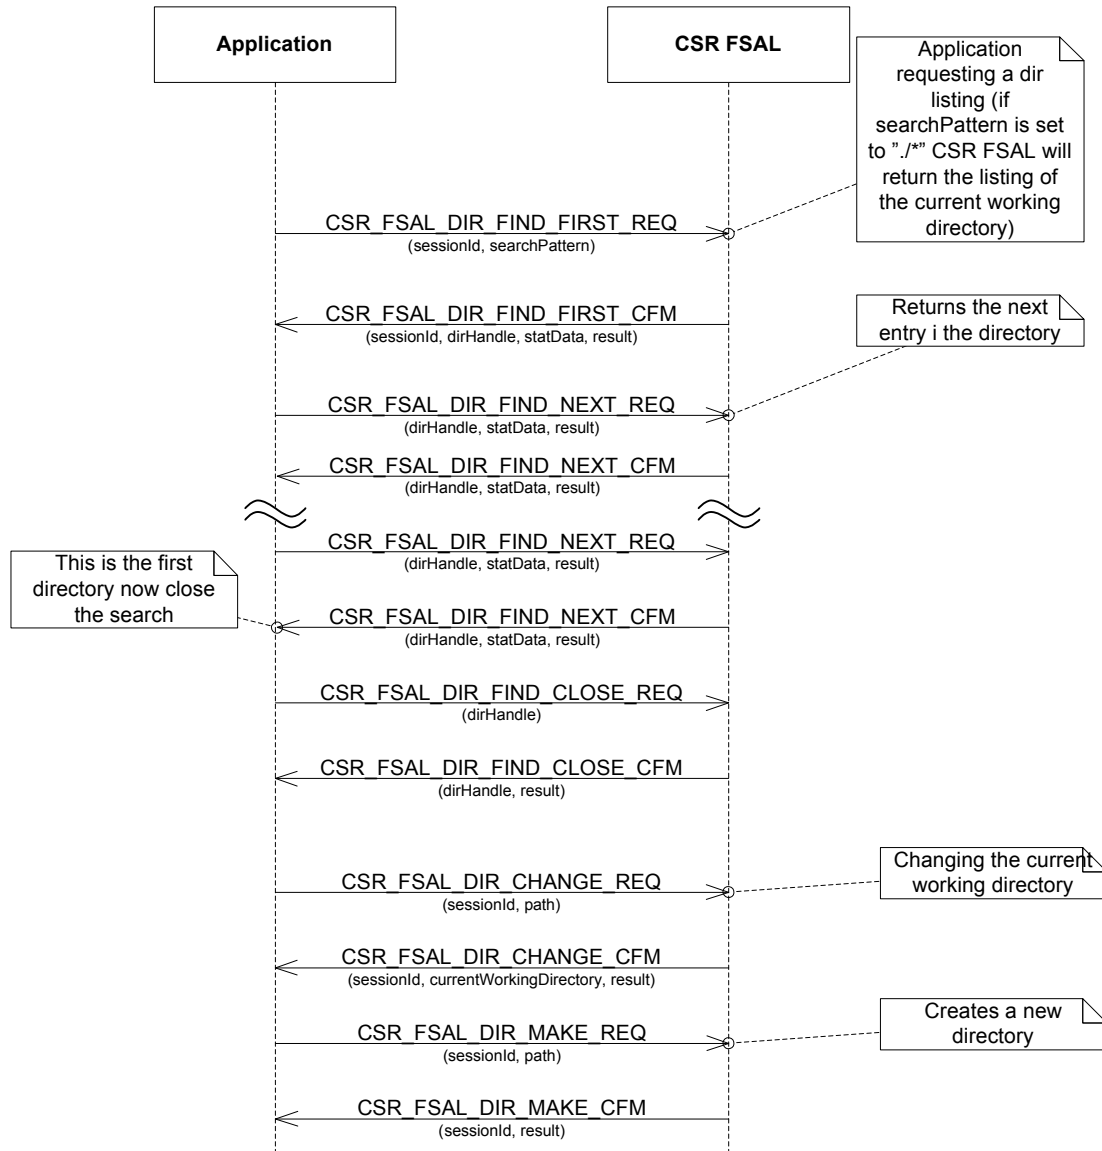 Application
CSR FSAL
Application
requesting a dir
listing (if
searchPattern is set
to ”./*” CSR FSAL will
return the listing of
the current working
directory)
CSR_FSAL_DIR_FIND_FIRST_REQ
(sessionId, searchPattern)
CSR_FSAL_DIR_FIND_FIRST_CFM
(sessionId, dirHandle, statData, result)
Returns the next
entry i the directory
CSR_FSAL_DIR_FIND_NEXT_REQ
(dirHandle, statData, result)
CSR_FSAL_DIR_FIND_NEXT_CFM
(dirHandle, statData, result)
CSR_FSAL_DIR_FIND_NEXT_REQ
(dirHandle, statData, result)
This is the first
directory now close
the search
CSR_FSAL_DIR_FIND_NEXT_CFM
(dirHandle, statData, result)
CSR_FSAL_DIR_FIND_CLOSE_REQ
(dirHandle)
CSR_FSAL_DIR_FIND_CLOSE_CFM
(dirHandle, result)
Changing the current
working directory
CSR_FSAL_DIR_CHANGE_REQ
(sessionId, path)
CSR_FSAL_DIR_CHANGE_CFM
(sessionId, currentWorkingDirectory, result)
Creates a new
directory
CSR_FSAL_DIR_MAKE_REQ
(sessionId, path)
CSR_FSAL_DIR_MAKE_CFM
(sessionId, result)